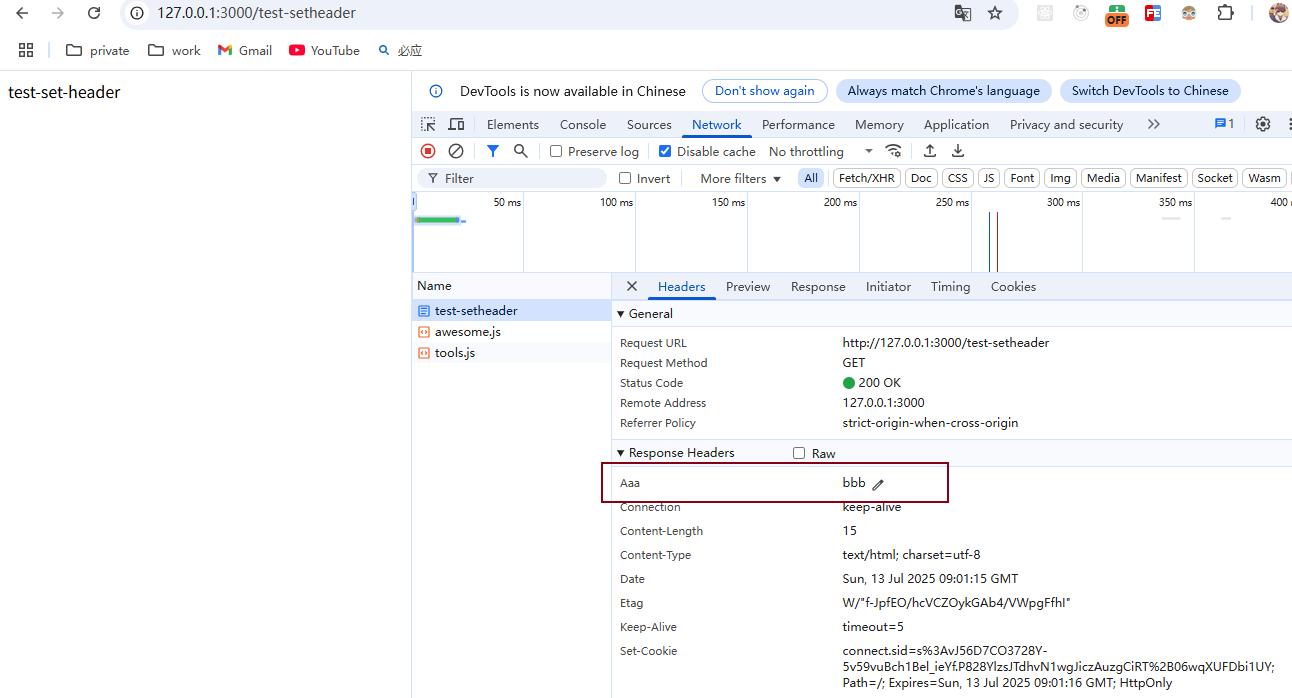 127.0.0.1:3000/test-setheader
OFF
FE
private work Gmail YouTube 必应
test-set-header
DevTools is now available in Chinese Don't show again Always match Chrome's language Switch DevTools to Chinese
Elements Console Sources Network Performance Memory Application Privacy and security 1
Preserve log Disable cache No throttling
Filter Invert More filters All Fetch/XHR Doc CSS JS Font Img Media Manifest Socket Wasm
50 ms 100 ms 150 ms 200 ms 250 ms 300 ms 350 ms 400
Name Headers Preview Response Initiator Timing Cookies
test-setheader
awesome.js
tools.js
General
Request URL http://127.0.0.1:3000/test-setheader
Request Method GET
Status Code 200 OK
Remote Address 127.0.0.1:3000
Referrer Policy strict-origin-when-cross-origin
Response Headers Raw
Aaa bbb
Connection keep-alive
Content-Length 15
Content-Type text/html; charset=utf-8
Date Sun, 13 Jul 2025 09:01:15 GMT
Etag W/"f-JpfEO/hcVCZOykGAb4/VWpgFfhI"
Keep-Alive timeout=5
Set-Cookie connect.sid=s%3AvJ56D7CO3728Y-
5v59vuBch1Bel_ieYf.P828YlzsJTdhvN1wgJiczAuzgCiRT%2B06wqXUFDbi1UY;
Path=/; Expires=Sun, 13 Jul 2025 09:01:16 GMT; HttpOnly